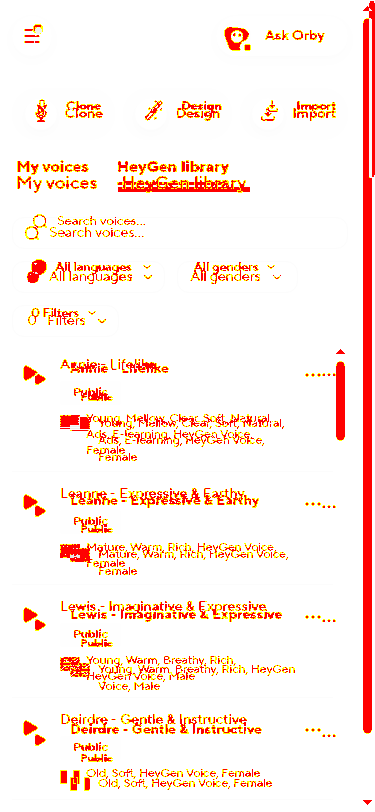 Ask Orby
Clone
Design
Import
My voices
HeyGen library
Search voices...
All languages
All genders
0 Filters
Annie - Lifelike
Public
Young, Mellow, Clear, Soft, Natural,
Ads, E-learning, HeyGen Voice,
Female
Leanne - Expressive & Earthy
Public
Mature, Warm, Rich, HeyGen Voice,
Female
Lewis - Imaginative & Expressive
Public
Young, Warm, Breathy, Rich, HeyGen
Voice, Male
Deirdre - Gentle & Instructive
Public
Old, Soft, HeyGen Voice, Female